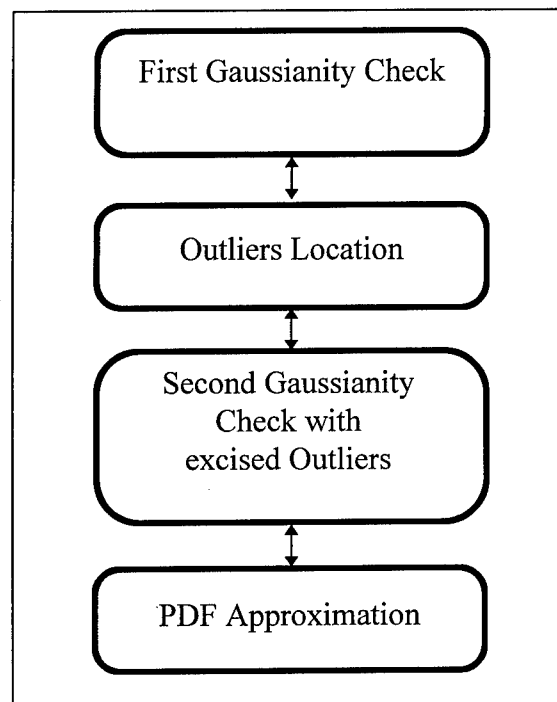 First Gaussianity Check
Outliers Location
Second Gaussianity
Check with
excised Outliers
PDF Approximation